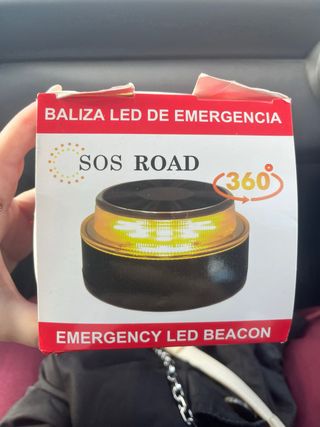 BALIZA LED DE EMERGENCIA
SOS ROAD
360°
EMERGENCY LED BEACON